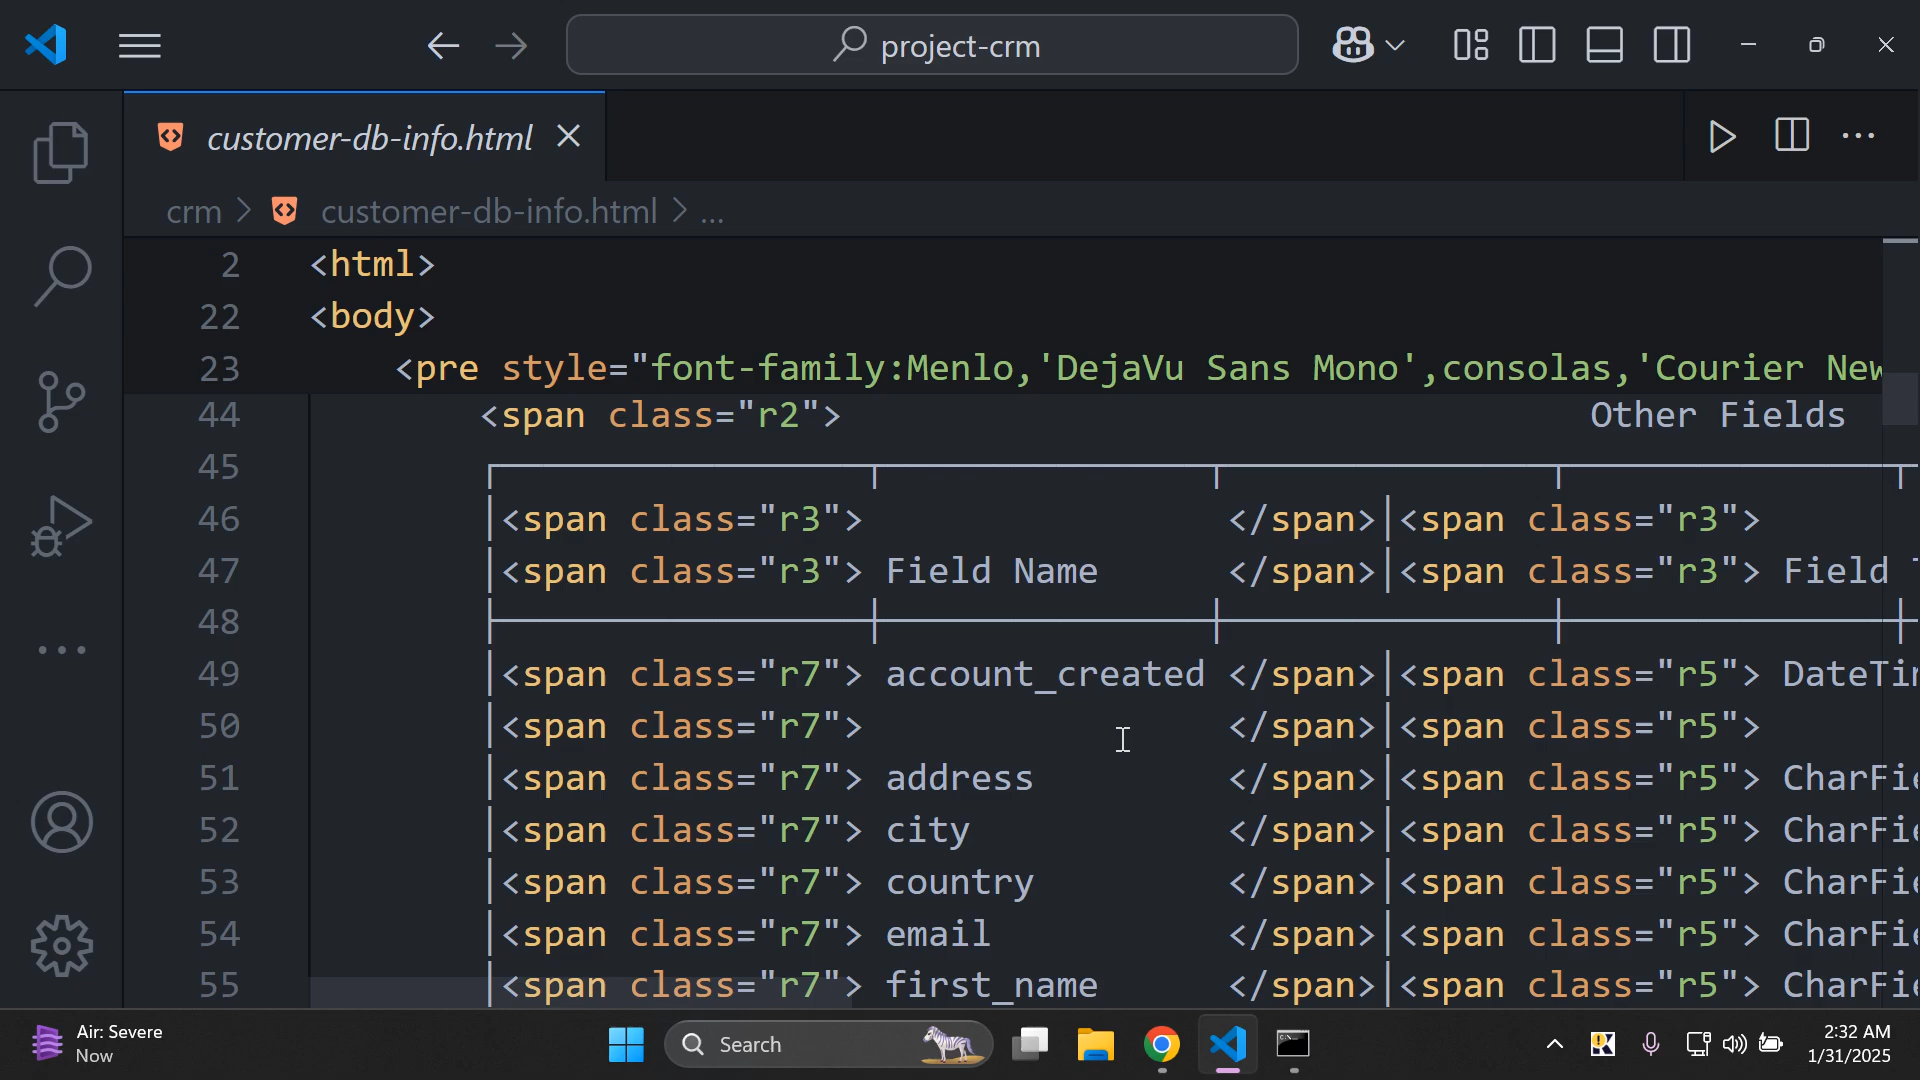 project-crm
customer-db-info.html
crm > customer-db-info.html > ...
2 <html>
22 <body>
23 <pre style="font-family:Menlo,'DejaVu Sans Mono',consolas,'Courier New
44 <span class="r2"> Other Fields
45
46 │<span class="r3"> </span>│<span class="r3">
47 │<span class="r3"> Field Name </span>│<span class="r3"> Field
48
49 │<span class="r7"> account_created </span>│<span class="r5"> DateTi
50 │<span class="r7"> </span>│<span class="r5">
51 │<span class="r7"> address </span>│<span class="r5"> CharFie
52 │<span class="r7"> city </span>│<span class="r5"> CharFie
53 │<span class="r7"> country </span>│<span class="r5"> CharFie
54 │<span class="r7"> email </span>│<span class="r5"> CharFie
55 │<span class="r7"> first_name </span>│<span class="r5"> CharFie
Air: Severe
Now
Search
2:32 AM
1/31/2025